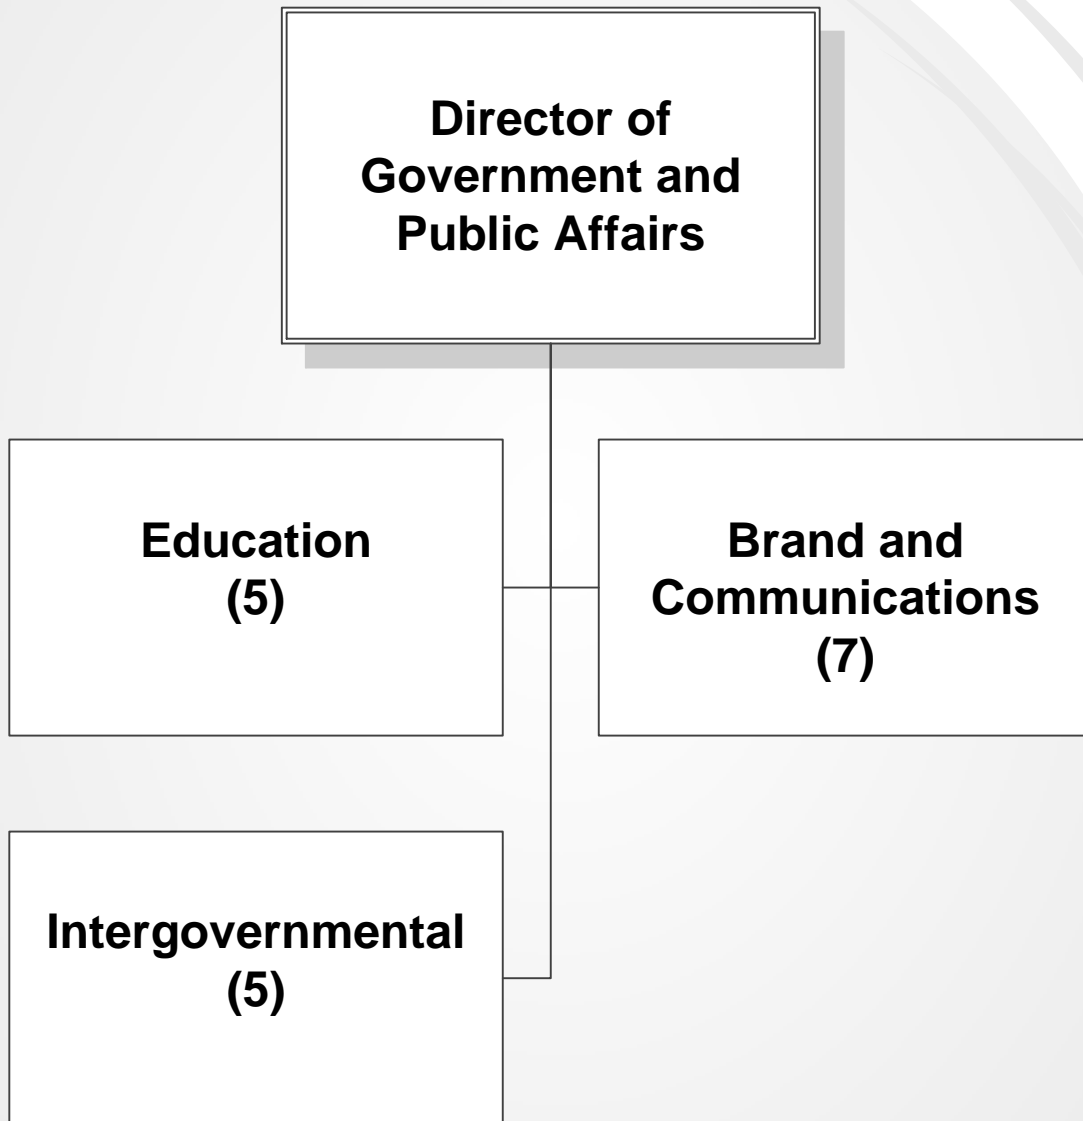 Director of
Government and
Public Affairs
Education
(5)
Brand and
Communications
(7)
Intergovernmental
(5)